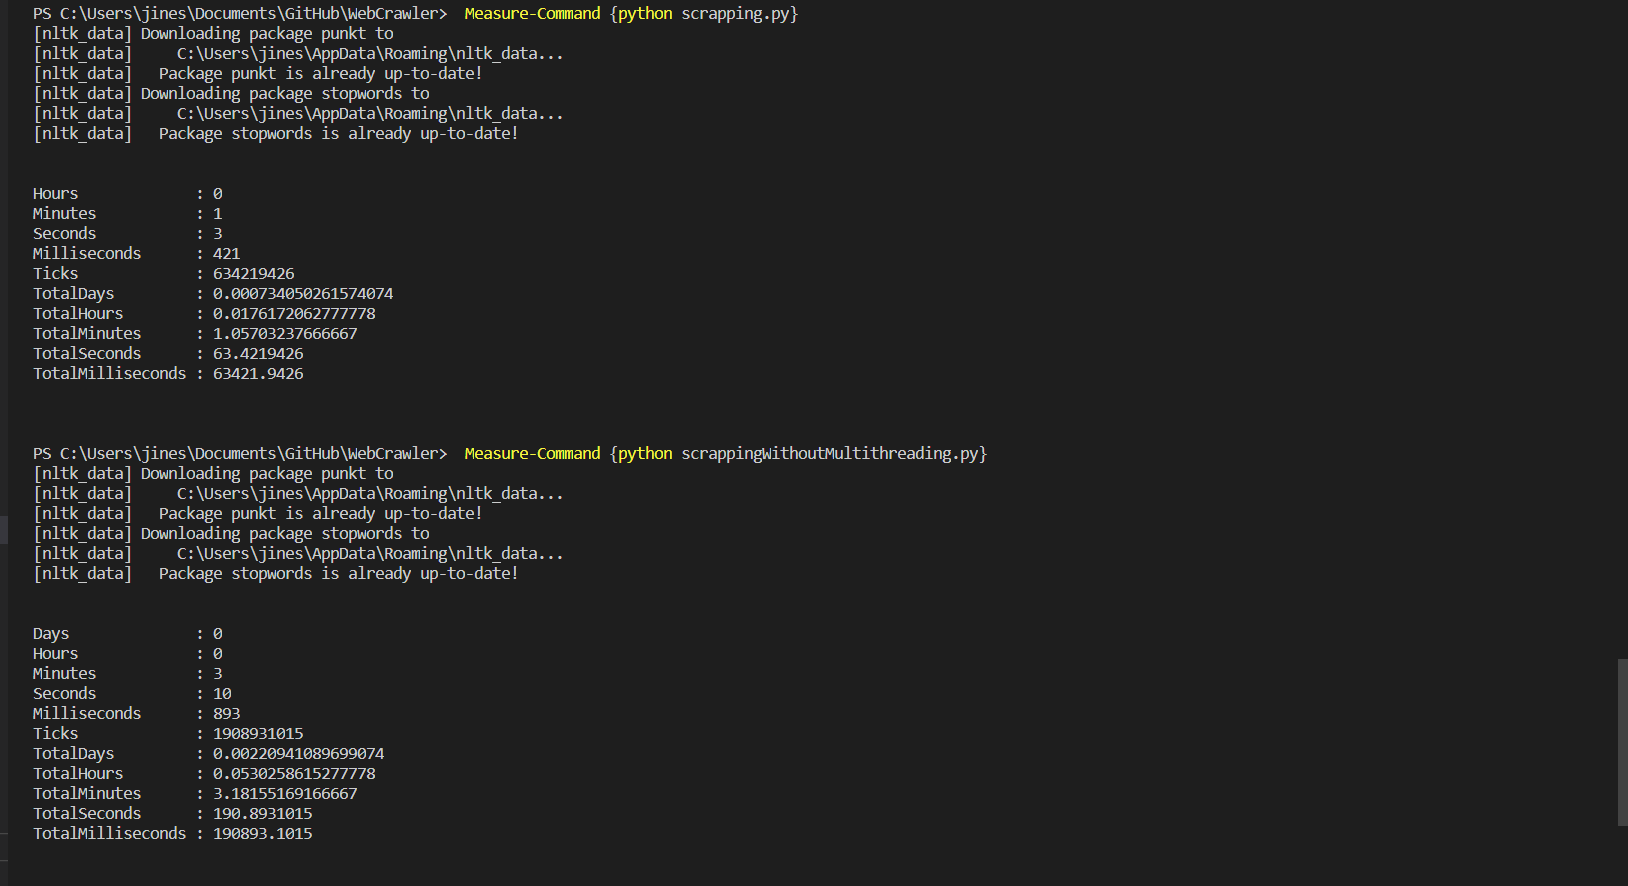 PS C:\Users\jines\Documents\GitHub\WebCrawler>  Measure-Command {python scrapping.py}
[nltk_data] Downloading package punkt to
[nltk_data]     C:\Users\jines\AppData\Roaming\nltk_data...
[nltk_data]   Package punkt is already up-to-date!
[nltk_data] Downloading package stopwords to
[nltk_data]     C:\Users\jines\AppData\Roaming\nltk_data...
[nltk_data]   Package stopwords is already up-to-date!
Hours             : 0
Minutes           : 1
Seconds           : 3
Milliseconds      : 421
Ticks             : 634219426
TotalDays         : 0.000734050261574074
TotalHours        : 0.0176172062777778
TotalMinutes      : 1.05703237666667
TotalSeconds      : 63.4219426
TotalMilliseconds : 63421.9426
PS C:\Users\jines\Documents\GitHub\WebCrawler>  Measure-Command {python scrappingWithoutMultithreading.py}
[nltk_data] Downloading package punkt to
[nltk_data]     C:\Users\jines\AppData\Roaming\nltk_data...
[nltk_data]   Package punkt is already up-to-date!
[nltk_data] Downloading package stopwords to
[nltk_data]     C:\Users\jines\AppData\Roaming\nltk_data...
[nltk_data]   Package stopwords is already up-to-date!
Days              : 0
Hours             : 0
Minutes           : 3
Seconds           : 10
Milliseconds      : 893
Ticks             : 1908931015
TotalDays         : 0.00220941089699074
TotalHours        : 0.0530258615277778
TotalMinutes      : 3.18155169166667
TotalSeconds      : 190.8931015
TotalMilliseconds : 190893.1015